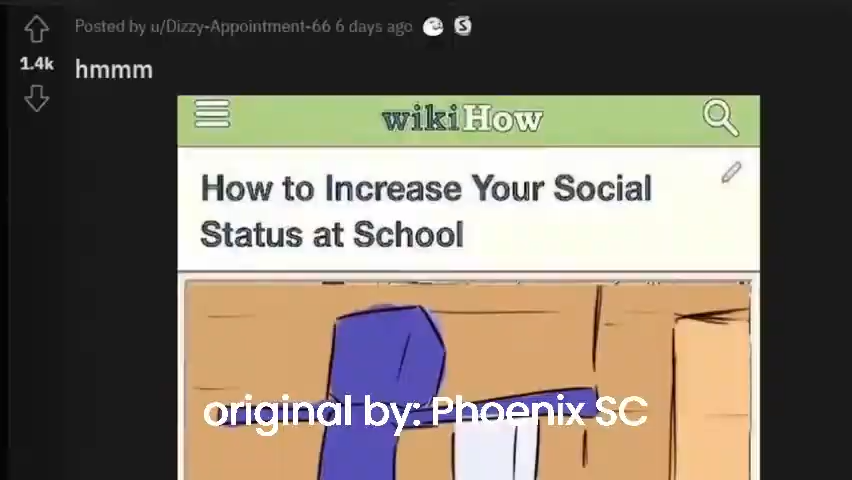 Posted by u/Dizzy-Appointment-66 6 days ago
1.4k
hmmm
wikiHow
How to Increase Your Social
Status at School
original by: Phoenix SC